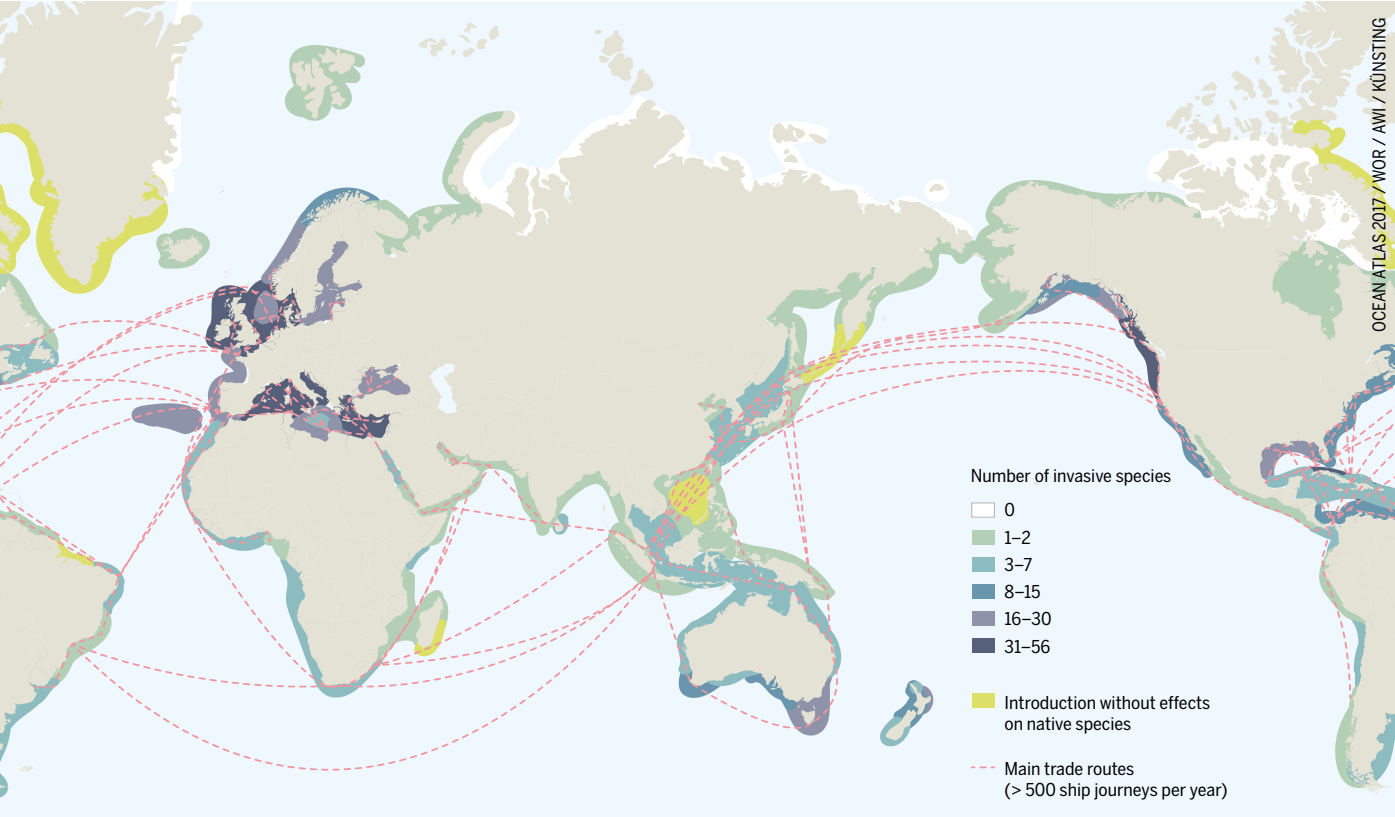 OCEAN ATLAS 2017 / WOR / AWI / KÜNSTING
Number of invasive species
0
1–2
3–7
8–15
16–30
31–56
Introduction without effects
on native species
Main trade routes
(> 500 ship journeys per year)